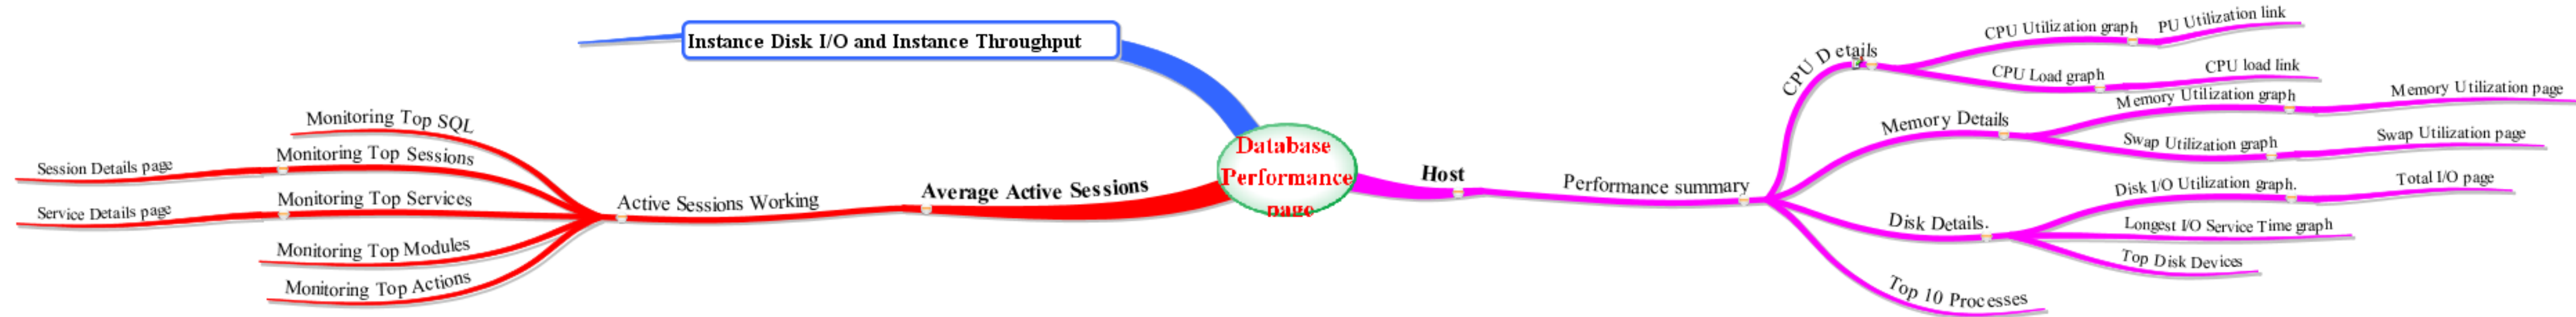 Instance Disk I/O and Instance Throughput
Database
Performance
page
Average Active Sessions
Active Sessions Working
Monitoring Top SQL
Monitoring Top Sessions
Session Details page
Monitoring Top Services
Service Details page
Monitoring Top Modules
Monitoring Top Actions
Host
Performance summary
CPU D etails
CPU Utilization graph
PU Utilization link
CPU Load graph
CPU load link
Memory Details
Memory Utilization graph
Memory Utilization page
Swap Utilization graph
Swap Utilization page
Disk Details.
Disk I/O Utilization graph.
Total I/O page
Longest I/O Service Time graph
Top Disk Devices
Top 10 Processes